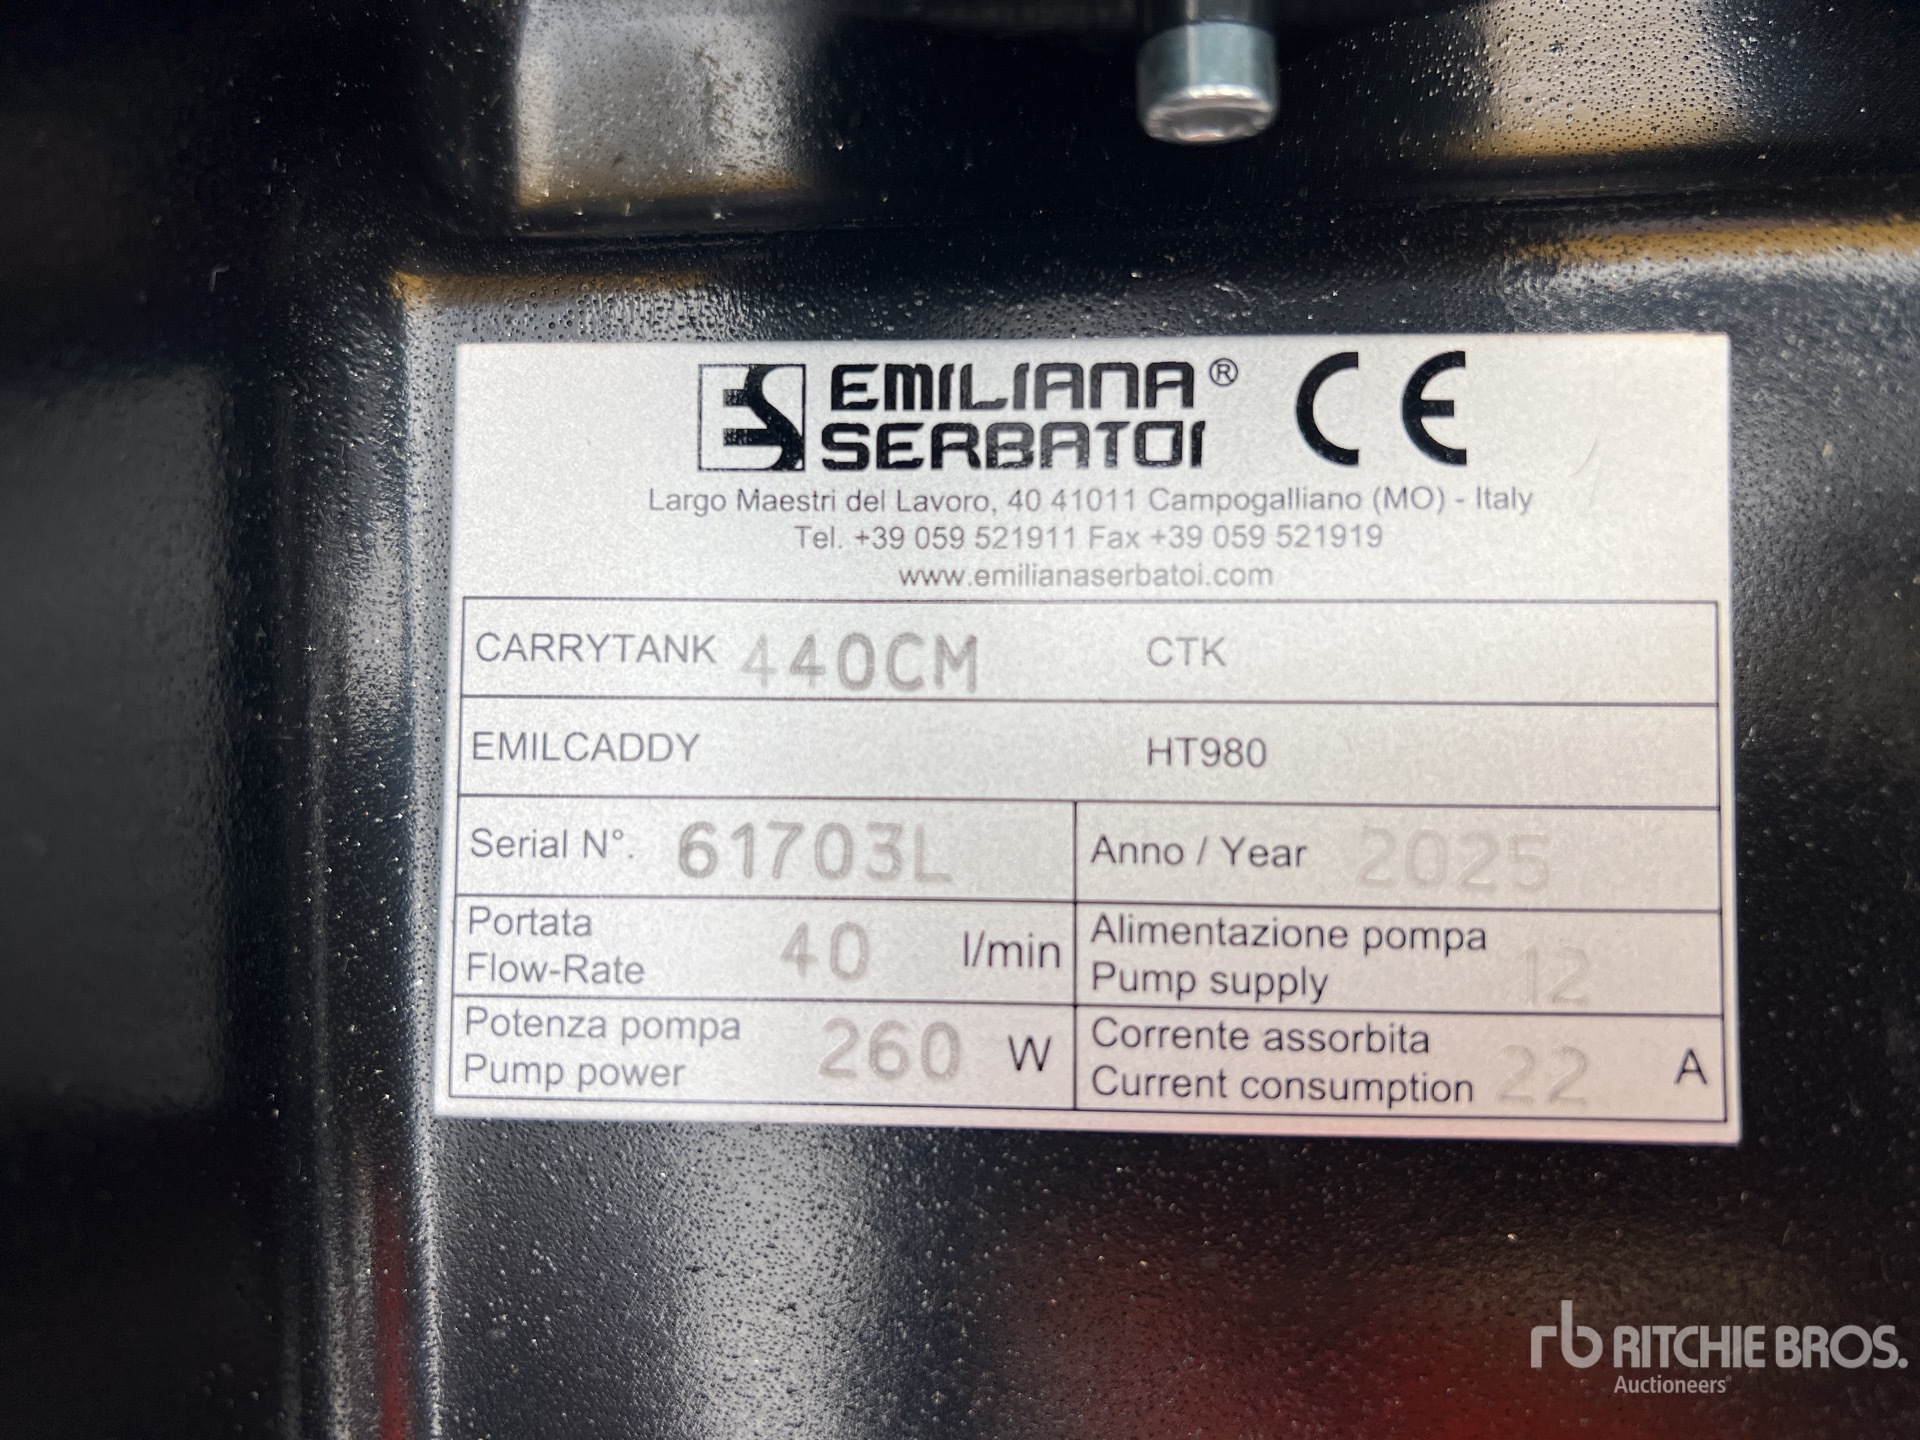 ES EMILIANA® CE
SERBATOI
Largo Maestri del Lavoro, 40 41011 Campogalliano (MO) - Italy
Tel. +39 059 521911 Fax +39 059 521919
www.emilianaserbatoi.com
CARRYTANK 440CM CTK
EMILCADDY HT980
Serial N°. 61703L Anno / Year 2025
Portata
Flow-Rate 40 l/min
Alimentazione pompa
Pump supply 12
Potenza pompa
Pump power 260 W
Corrente assorbita
Current consumption 22 A
rb RITCHIE BROS.
Auctioneers